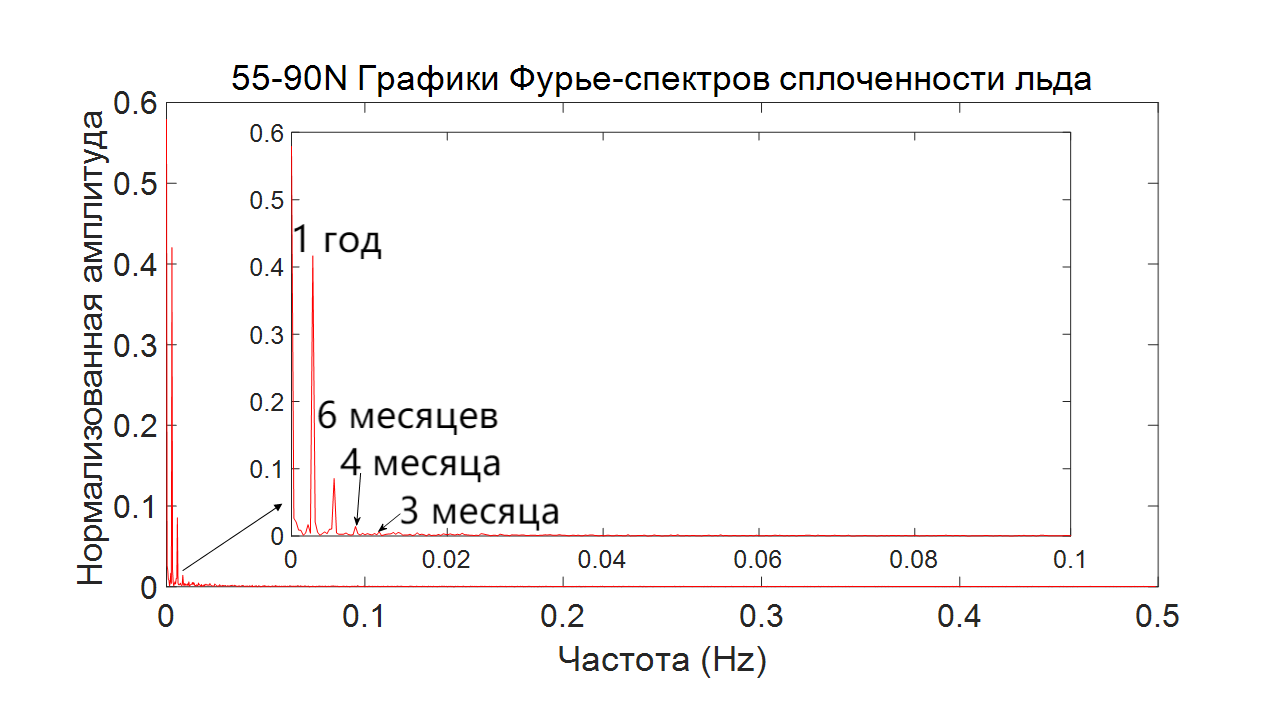 55-90N Графики Фурье-спектров сплоченности льда
Нормализованная амплитуда
0.6
0.5
0.4
0.3
0.2
0.1
0
0.6
0.5
0.4
0.3
0.2
0.1
0
1 год
6 месяцев
4 месяца
3 месяца
0 0.02 0.04 0.06 0.08 0.1
0 0.1 0.2 0.3 0.4 0.5
Частота (Hz)